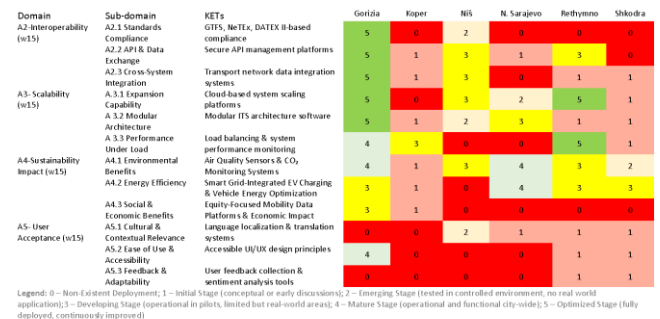 Domain Sub-domain KETs Gorizia Koper Niš N. Sarajevo Rethymno Shkodra
A2-Interoperability A2.1 Standards GTFS, NeTEx, DATEX II-based
(w15) Compliance compliance 5 0 2 0 0 0
A2.2 API & Data Secure API management platforms
Exchange 5 1 3 1 3 0
A2.3 Cross-System Transport network data integration
Integration systems 5 1 3 0 1 1
A3- Scalability A.3.1 Expansion Cloud-based system scaling
(w15) Capability platforms 5 0 3 2 5 1
A 3.2 Modular Modular ITS architecture software
Architecture 5 1 2 3 1 1
A 3.3 Performance Load balancing & system
Under Load performance monitoring 4 3 0 0 5 1
A4-Sustainability A4.1 Environmental Air Quality Sensors & CO₂
Impact (w15) Benefits Monitoring Systems 4 1 3 4 3 2
A4.2 Energy Efficiency Smart Grid-Integrated EV Charging
& Vehicle Energy Optimization 3 1 0 4 3 3
A4.3 Social & Equity-Focused Mobility Data
Economic Benefits Platforms & Economic Impact 3 1 0 0 0 0
A5- User A5.1 Cultural & Language localization & translation
Acceptance (w15) Contextual Relevance systems 0 0 2 1 1 1
A5.2 Ease of Use & Accessible UI/UX design principles
Accessibility 4 0 0 0 1 1
A5.3 Feedback & User feedback collection &
Adaptability sentiment analysis tools 0 0 0 0 1 1
Legend: 0 – Non-Existent Deployment; 1 – Initial Stage (conceptual or early discussions); 2 – Emerging Stage (tested in controlled environment, no real world
application);3 – Developing Stage (operational in pilots, limited but real-world areas); 4 – Mature Stage (operational and functional city-wide); 5 – Optimized Stage (fully
deployed, continuously improved)